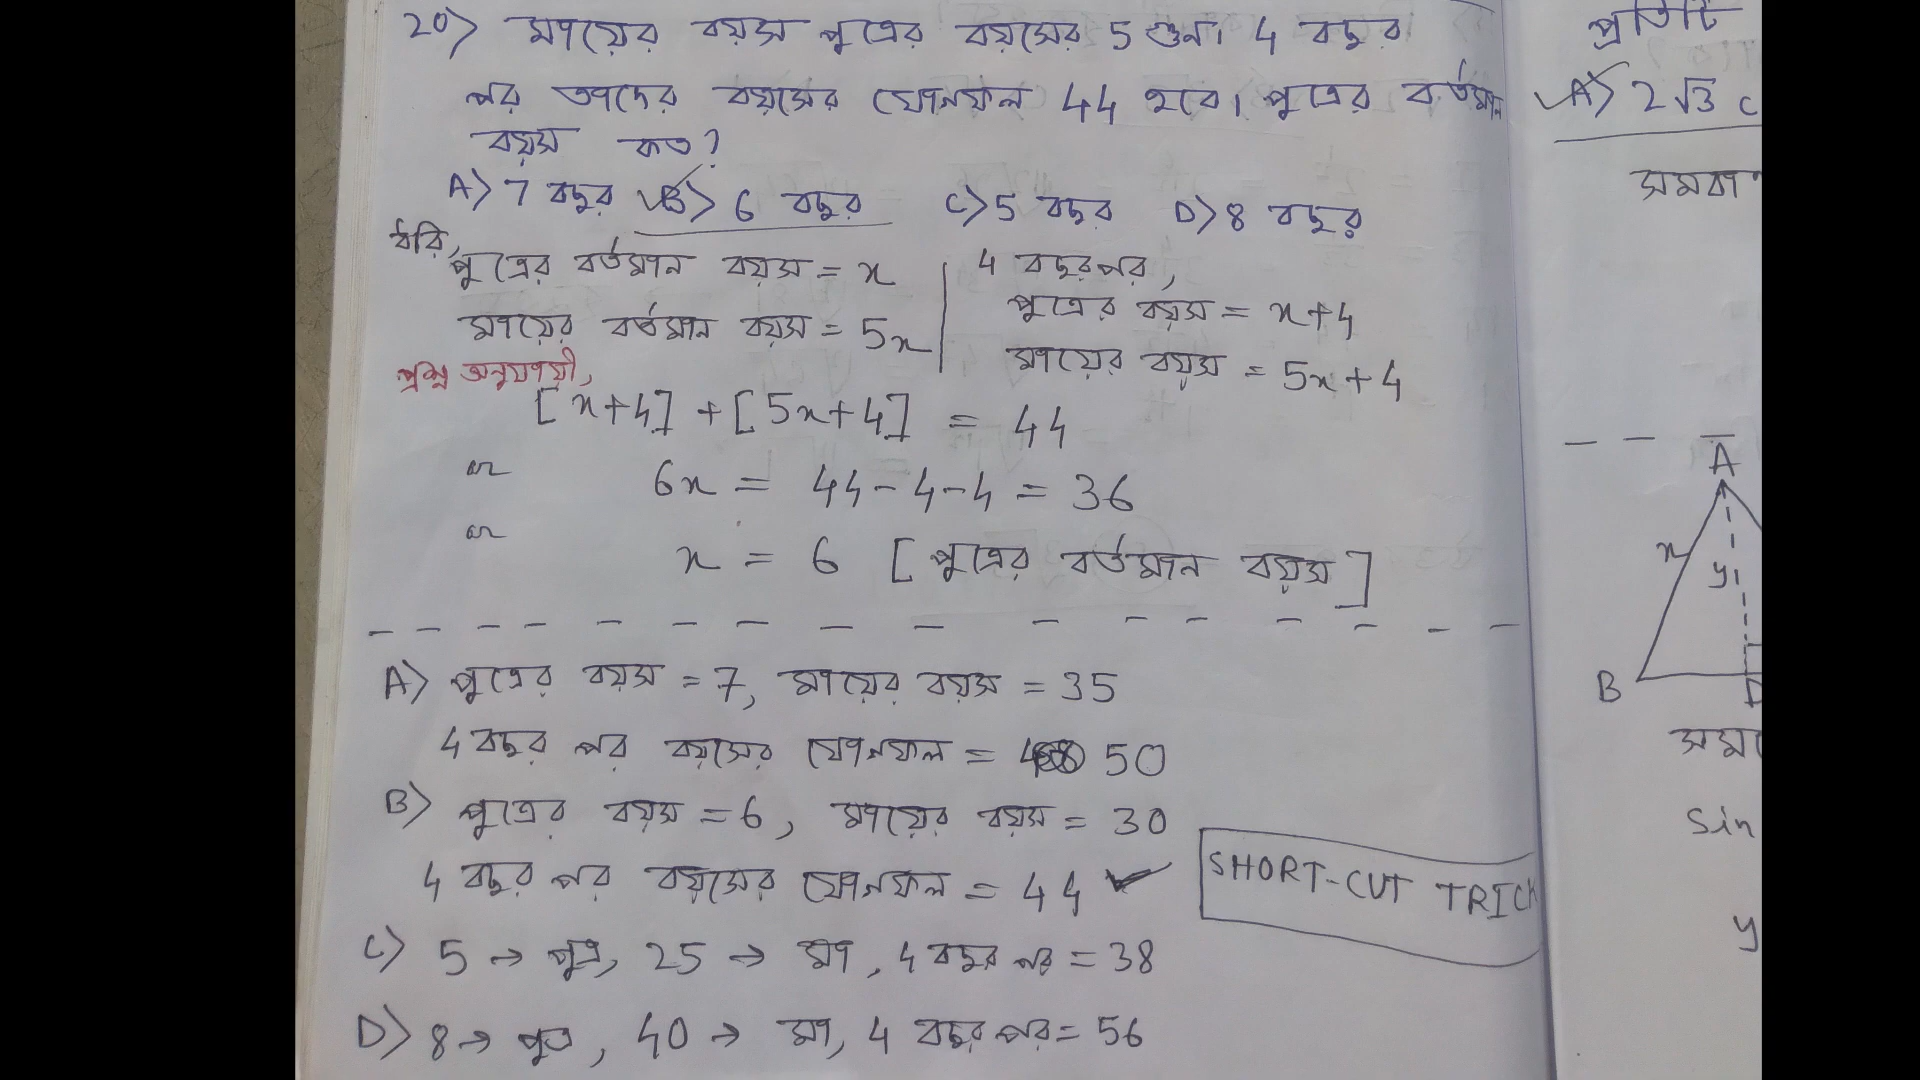 20> মায়ের বয়স পুত্রের বয়সের 5 গুন। 4 বছর
পর তাদের বয়সের যোগফল 44 হবে। পুত্রের বর্তমান
বয়স কত?
A> 7 বছর B> 6 বছর C> 5 বছর D> 8 বছর
ধরি,
পুত্রের বর্তমান বয়স = x
মায়ের বর্তমান বয়স = 5x
4 বছর পর,
পুত্রের বয়স = x+4
মায়ের বয়স = 5x+4
প্রশ্ন অনুযায়ী,
[x+4] + [5x+4] = 44
or 6x = 44-4-4 = 36
or x = 6 [পুত্রের বর্তমান বয়স]
A> পুত্রের বয়স = 7, মায়ের বয়স = 35
4 বছর পর বয়সের যোগফল = 50
B> পুত্রের বয়স = 6, মায়ের বয়স = 30
4 বছর পর বয়সের যোগফল = 44 ✓
SHORT-CUT TRICK
C> 5 → পুত্র, 25 → মা, 4 বছর পর = 38
D> 8 → পুত্র, 40 → মা, 4 বছর পর = 56
প্রতিটি
A> 2√3 c
A
x
y
B D
sin
y